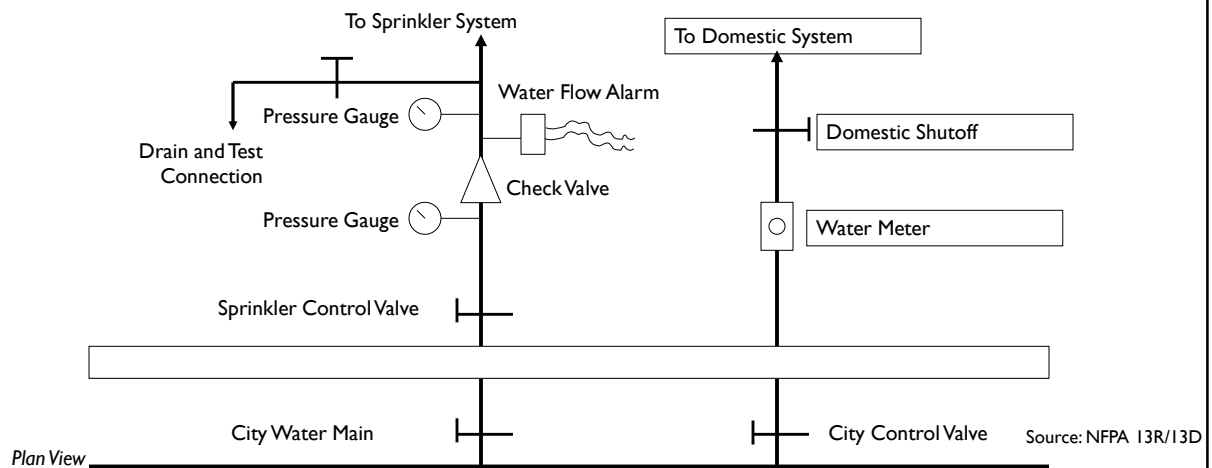 To Sprinkler System
To Domestic System
Water Flow Alarm
Pressure Gauge
Domestic Shutoff
Drain and Test
Connection
Check Valve
Pressure Gauge
Water Meter
Sprinkler Control Valve
City Water Main
City Control Valve
Source: NFPA 13R/13D
Plan View